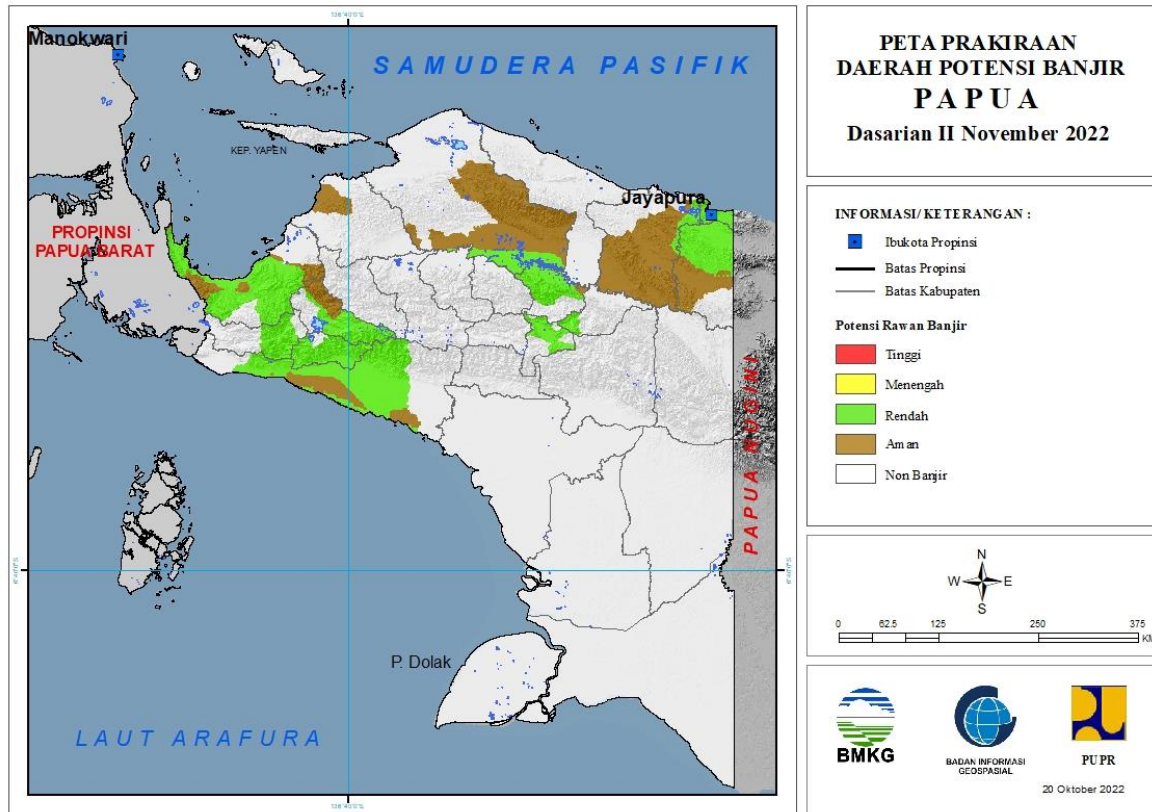 Manokwari
SAMUDERA PASIFIK
KEP. YAPEN
Jayapura
PROPINSI
PAPUA BARAT
PAPUA NUGINI
P. Dolak
LAUT ARAFURA
PETA PRAKIRAAN
DAERAH POTENSI BANJIR
PAPUA
Dasarian II November 2022
INFORMASI/ KETERANGAN :
Ibukota Propinsi
Batas Propinsi
Batas Kabupaten
Potensi Rawan Banjir
Tinggi
Menengah
Rendah
Aman
Non Banjir
N
W E
S
0 62.5 125 250 375
KM
BMKG
BADAN INFORMASI
GEOSPASIAL
PUPR
20 Oktober 2022